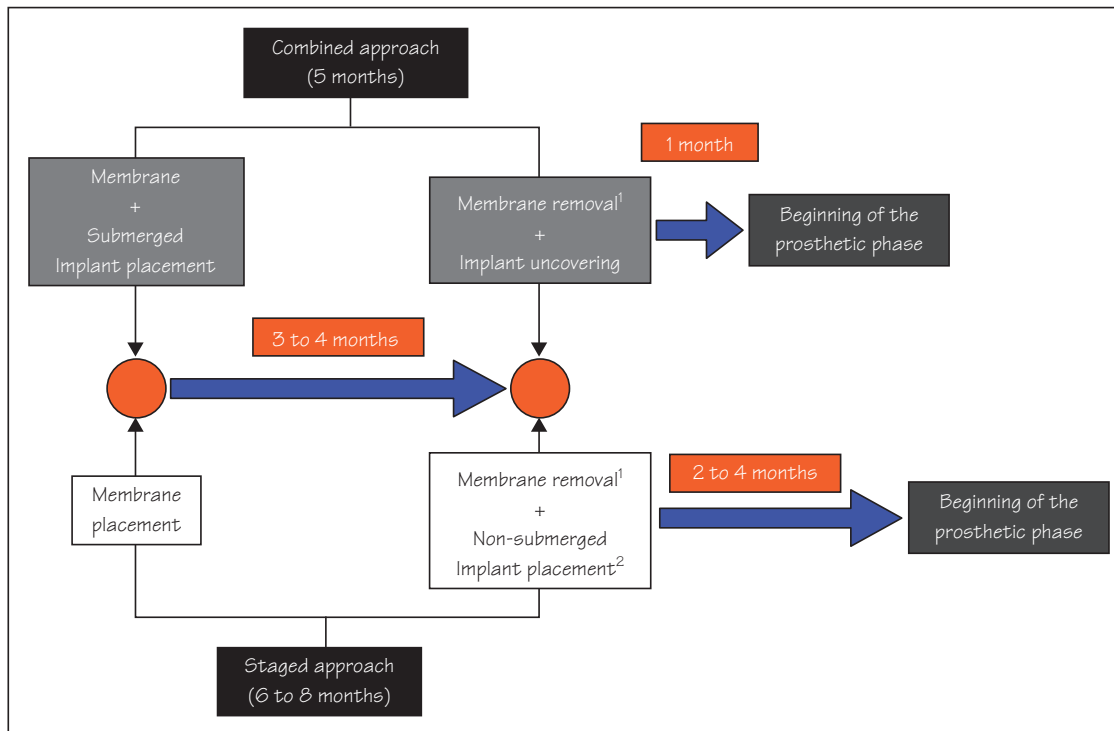 Combined approach
(5 months)
1 month
Membrane
+
Submerged
Implant placement
Membrane removal¹
+
Implant uncovering
Beginning of the
prosthetic phase
3 to 4 months
Membrane
placement
Membrane removal¹
+
Non-submerged
Implant placement²
2 to 4 months
Beginning of the
prosthetic phase
Staged approach
(6 to 8 months)